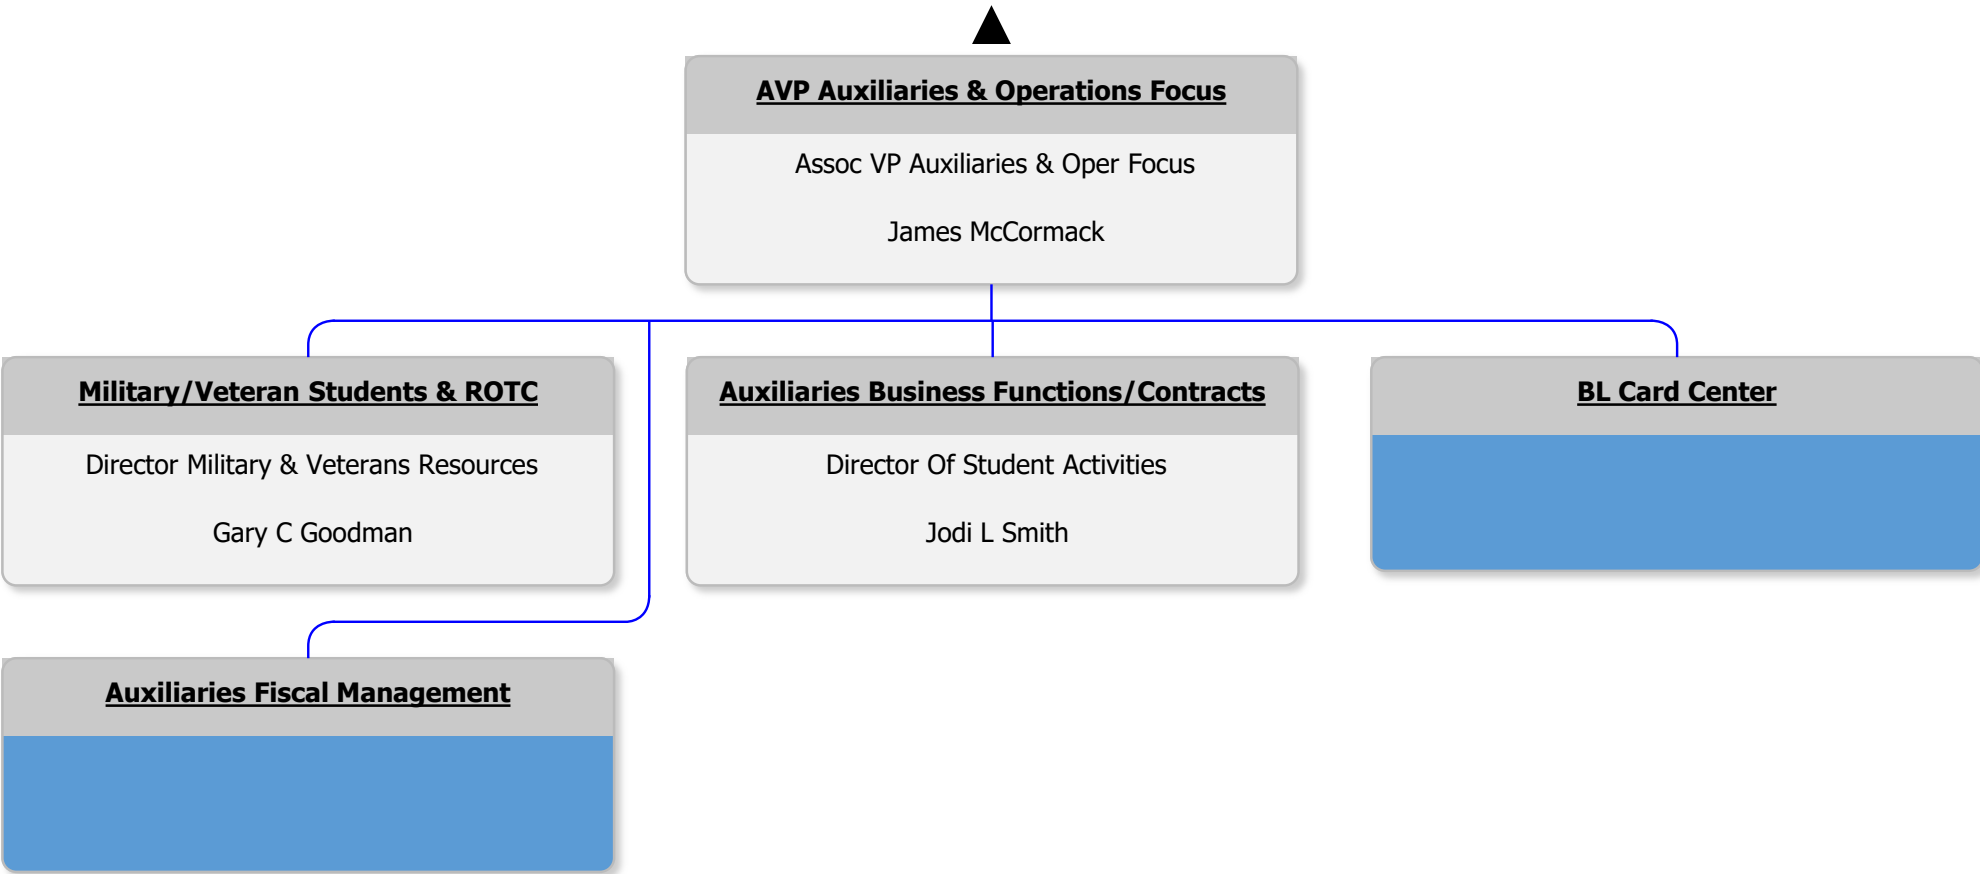 AVP Auxiliaries & Operations Focus
Assoc VP Auxiliaries & Oper Focus
James McCormack
Military/Veteran Students & ROTC
Director Military & Veterans Resources
Gary C Goodman
Auxiliaries Business Functions/Contracts
Director Of Student Activities
Jodi L Smith
BL Card Center
Auxiliaries Fiscal Management